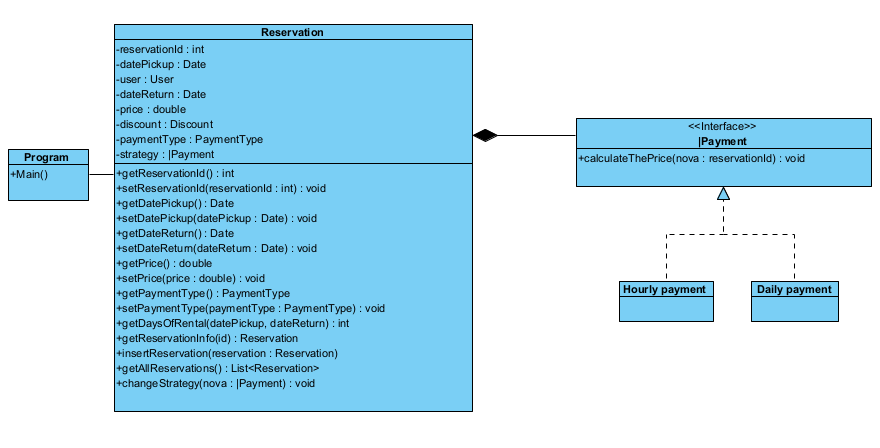 Program
+Main()
Reservation
-reservationId : int
-datePickup : Date
-user : User
-dateReturn : Date
-price : double
-discount : Discount
-paymentType : PaymentType
-strategy : |Payment
+getReservationId() : int
+setReservationId(reservationId : int) : void
+getDatePickup() : Date
+setDatePickup(datePickup : Date) : void
+getDateReturn() : Date
+setDateReturn(dateReturn : Date) : void
+getPrice() : double
+setPrice(price : double) : void
+getPaymentType() : PaymentType
+setPaymentType(paymentType : PaymentType) : void
+getDaysOfRental(datePickup, dateReturn) : int
+getReservationInfo(id) : Reservation
+insertReservation(reservation : Reservation)
+getAllReservations() : List<Reservation>
+changeStrategy(nova : |Payment) : void
<<Interface>>
|Payment
+calculateThePrice(nova : reservationId) : void
Hourly payment
Daily payment